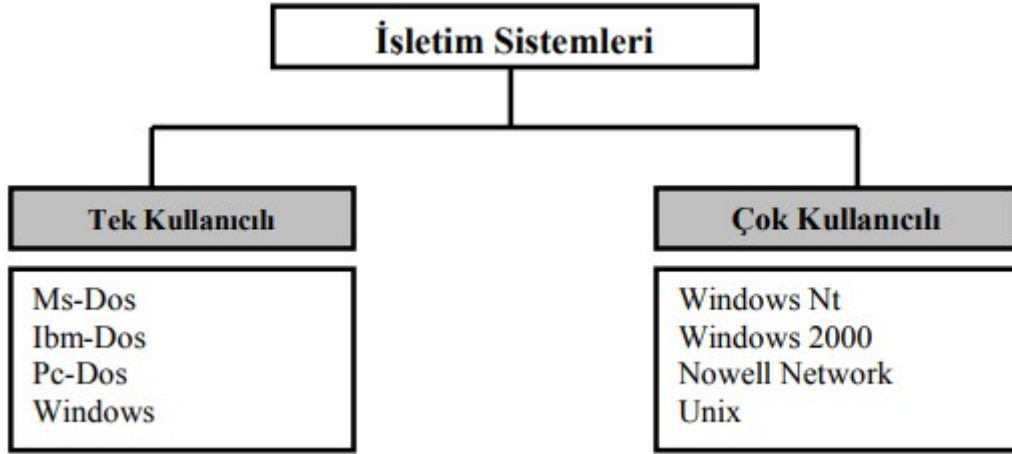 İşletim Sistemleri
Tek Kullanıcılı
Çok Kullanıcılı
Ms-Dos
Ibm-Dos
Pc-Dos
Windows
Windows Nt
Windows 2000
Nowell Network
Unix